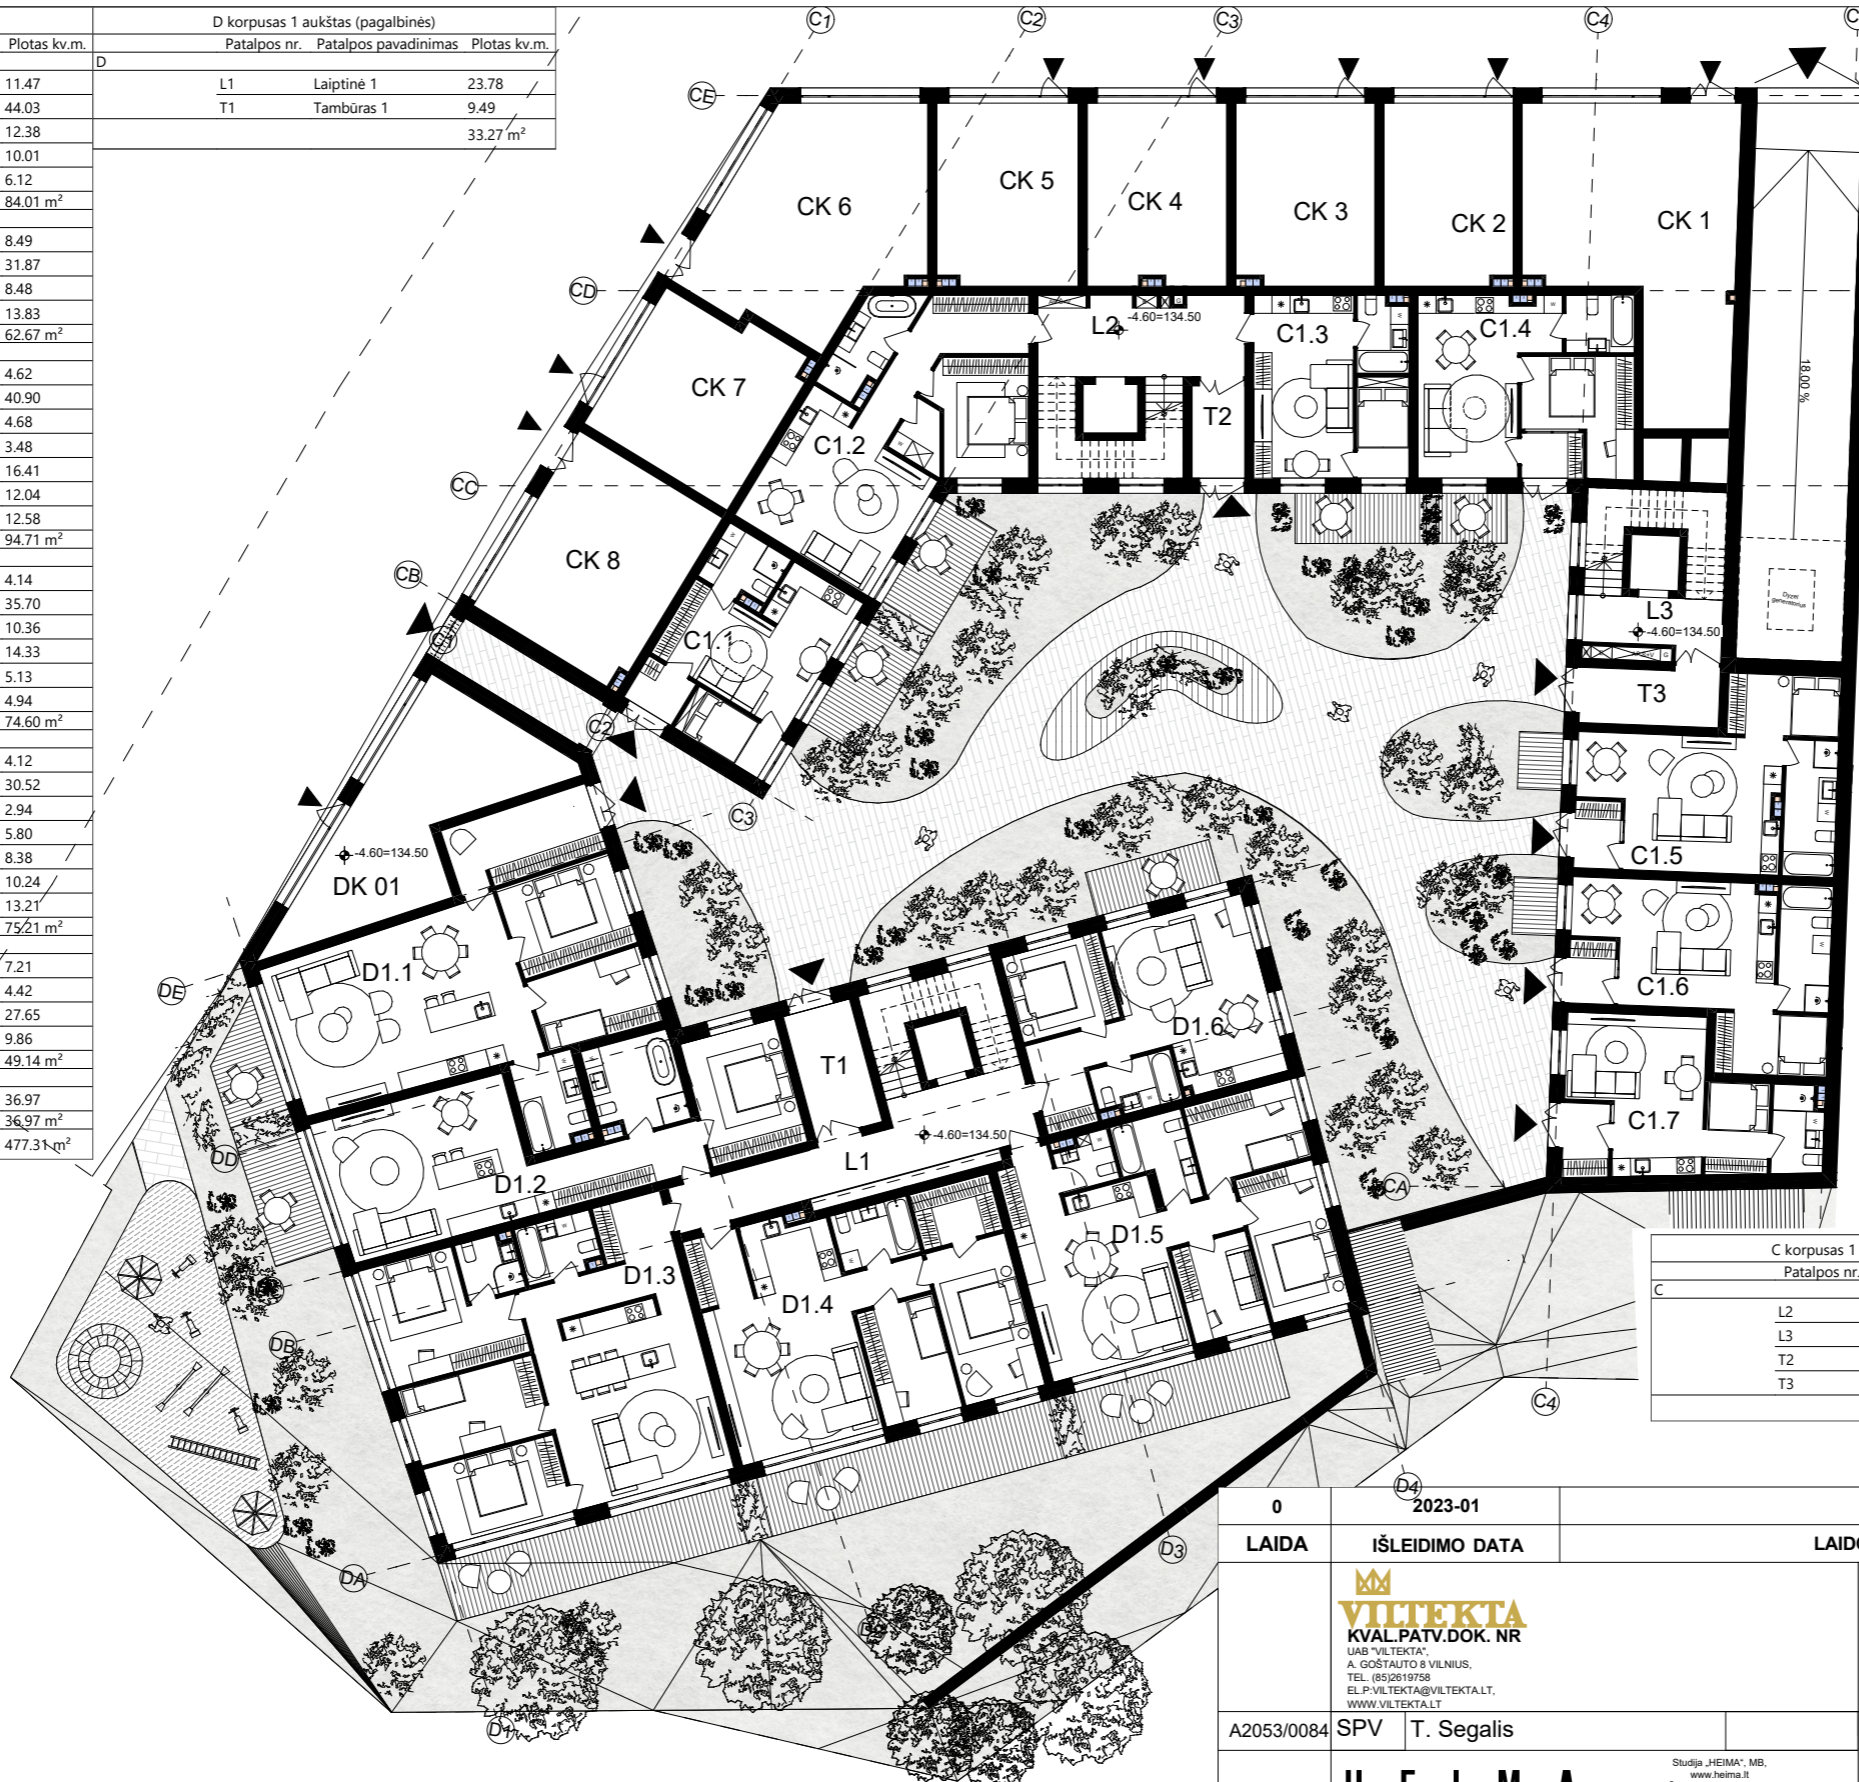 D korpusas 1 aukštas (pagalbinės)
Plotas kv.m.
Patalpos nr. Patalpos pavadinimas Plotas kv.m.
D
L1 Laiptinė 1 23.78
T1 Tambūras 1 9.49
33.27 m²
11.47
44.03
12.38
10.01
6.12
84.01 m²
8.49
31.87
8.48
13.83
62.67 m²
4.62
40.90
4.68
3.48
16.41
12.04
12.58
94.71 m²
4.14
35.70
10.36
14.33
5.13
4.94
74.60 m²
4.12
30.52
2.94
5.80
8.38
10.24
13.21
75.21 m²
7.21
4.42
27.65
9.86
49.14 m²
36.97
36.97 m²
477.31 m²
C1
C2
C3
C4
CE
CD
CC
CB
CK 6
CK 5
CK 4
CK 3
CK 2
CK 1
CK 7
CK 8
L2
-4.60=134.50
C1.3
C1.4
T2
C1.2
C1.1
18.00%
Dyzel generatorius
L3
-4.60=134.50
T3
C2
C3
-4.60=134.50
DK 01
C1.5
C1.6
C1.7
DE
D1.1
D1.6
T1
-4.60=134.50
L1
DD
D1.2
D1.5
CA
D1.3
D1.4
DB
C4
DA
D4
D3
D1
C korpusas 1
Patalpos nr.
C
L2
L3
T2
T3
0 2023-01
LAIDA IŠLEIDIMO DATA
VILTEKTA
KVAL.PATV.DOK. NR
UAB "VILTEKTA",
A. GOŠTAUTO 8 VILNIUS,
TEL. (85)2619758
EL.P:VILTEKTA@VILTEKTA.LT,
WWW.VILTEKTA.LT
A2053/0084 SPV T. Segalis
Studija „HEIMA", MB,
www.heima.lt
H E I M A